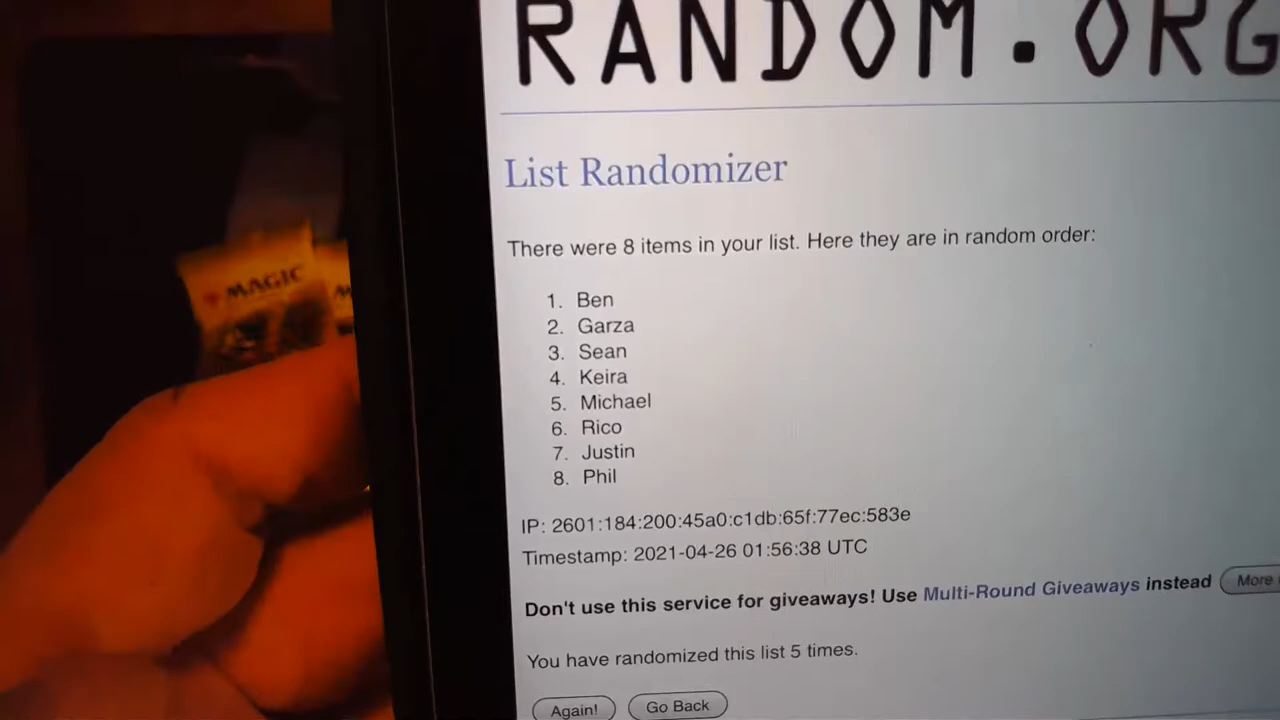 RANDOM.ORG
List Randomizer
There were 8 items in your list. Here they are in random order:
1. Ben
2. Garza
3. Sean
4. Keira
5. Michael
6. Rico
7. Justin
8. Phil
IP: 2601:184:200:45a0:c1db:65f:77ec:583e
Timestamp: 2021-04-26 01:56:38 UTC
Don't use this service for giveaways! Use Multi-Round Giveaways instead
More
You have randomized this list 5 times.
Again!
Go Back
MAGIC